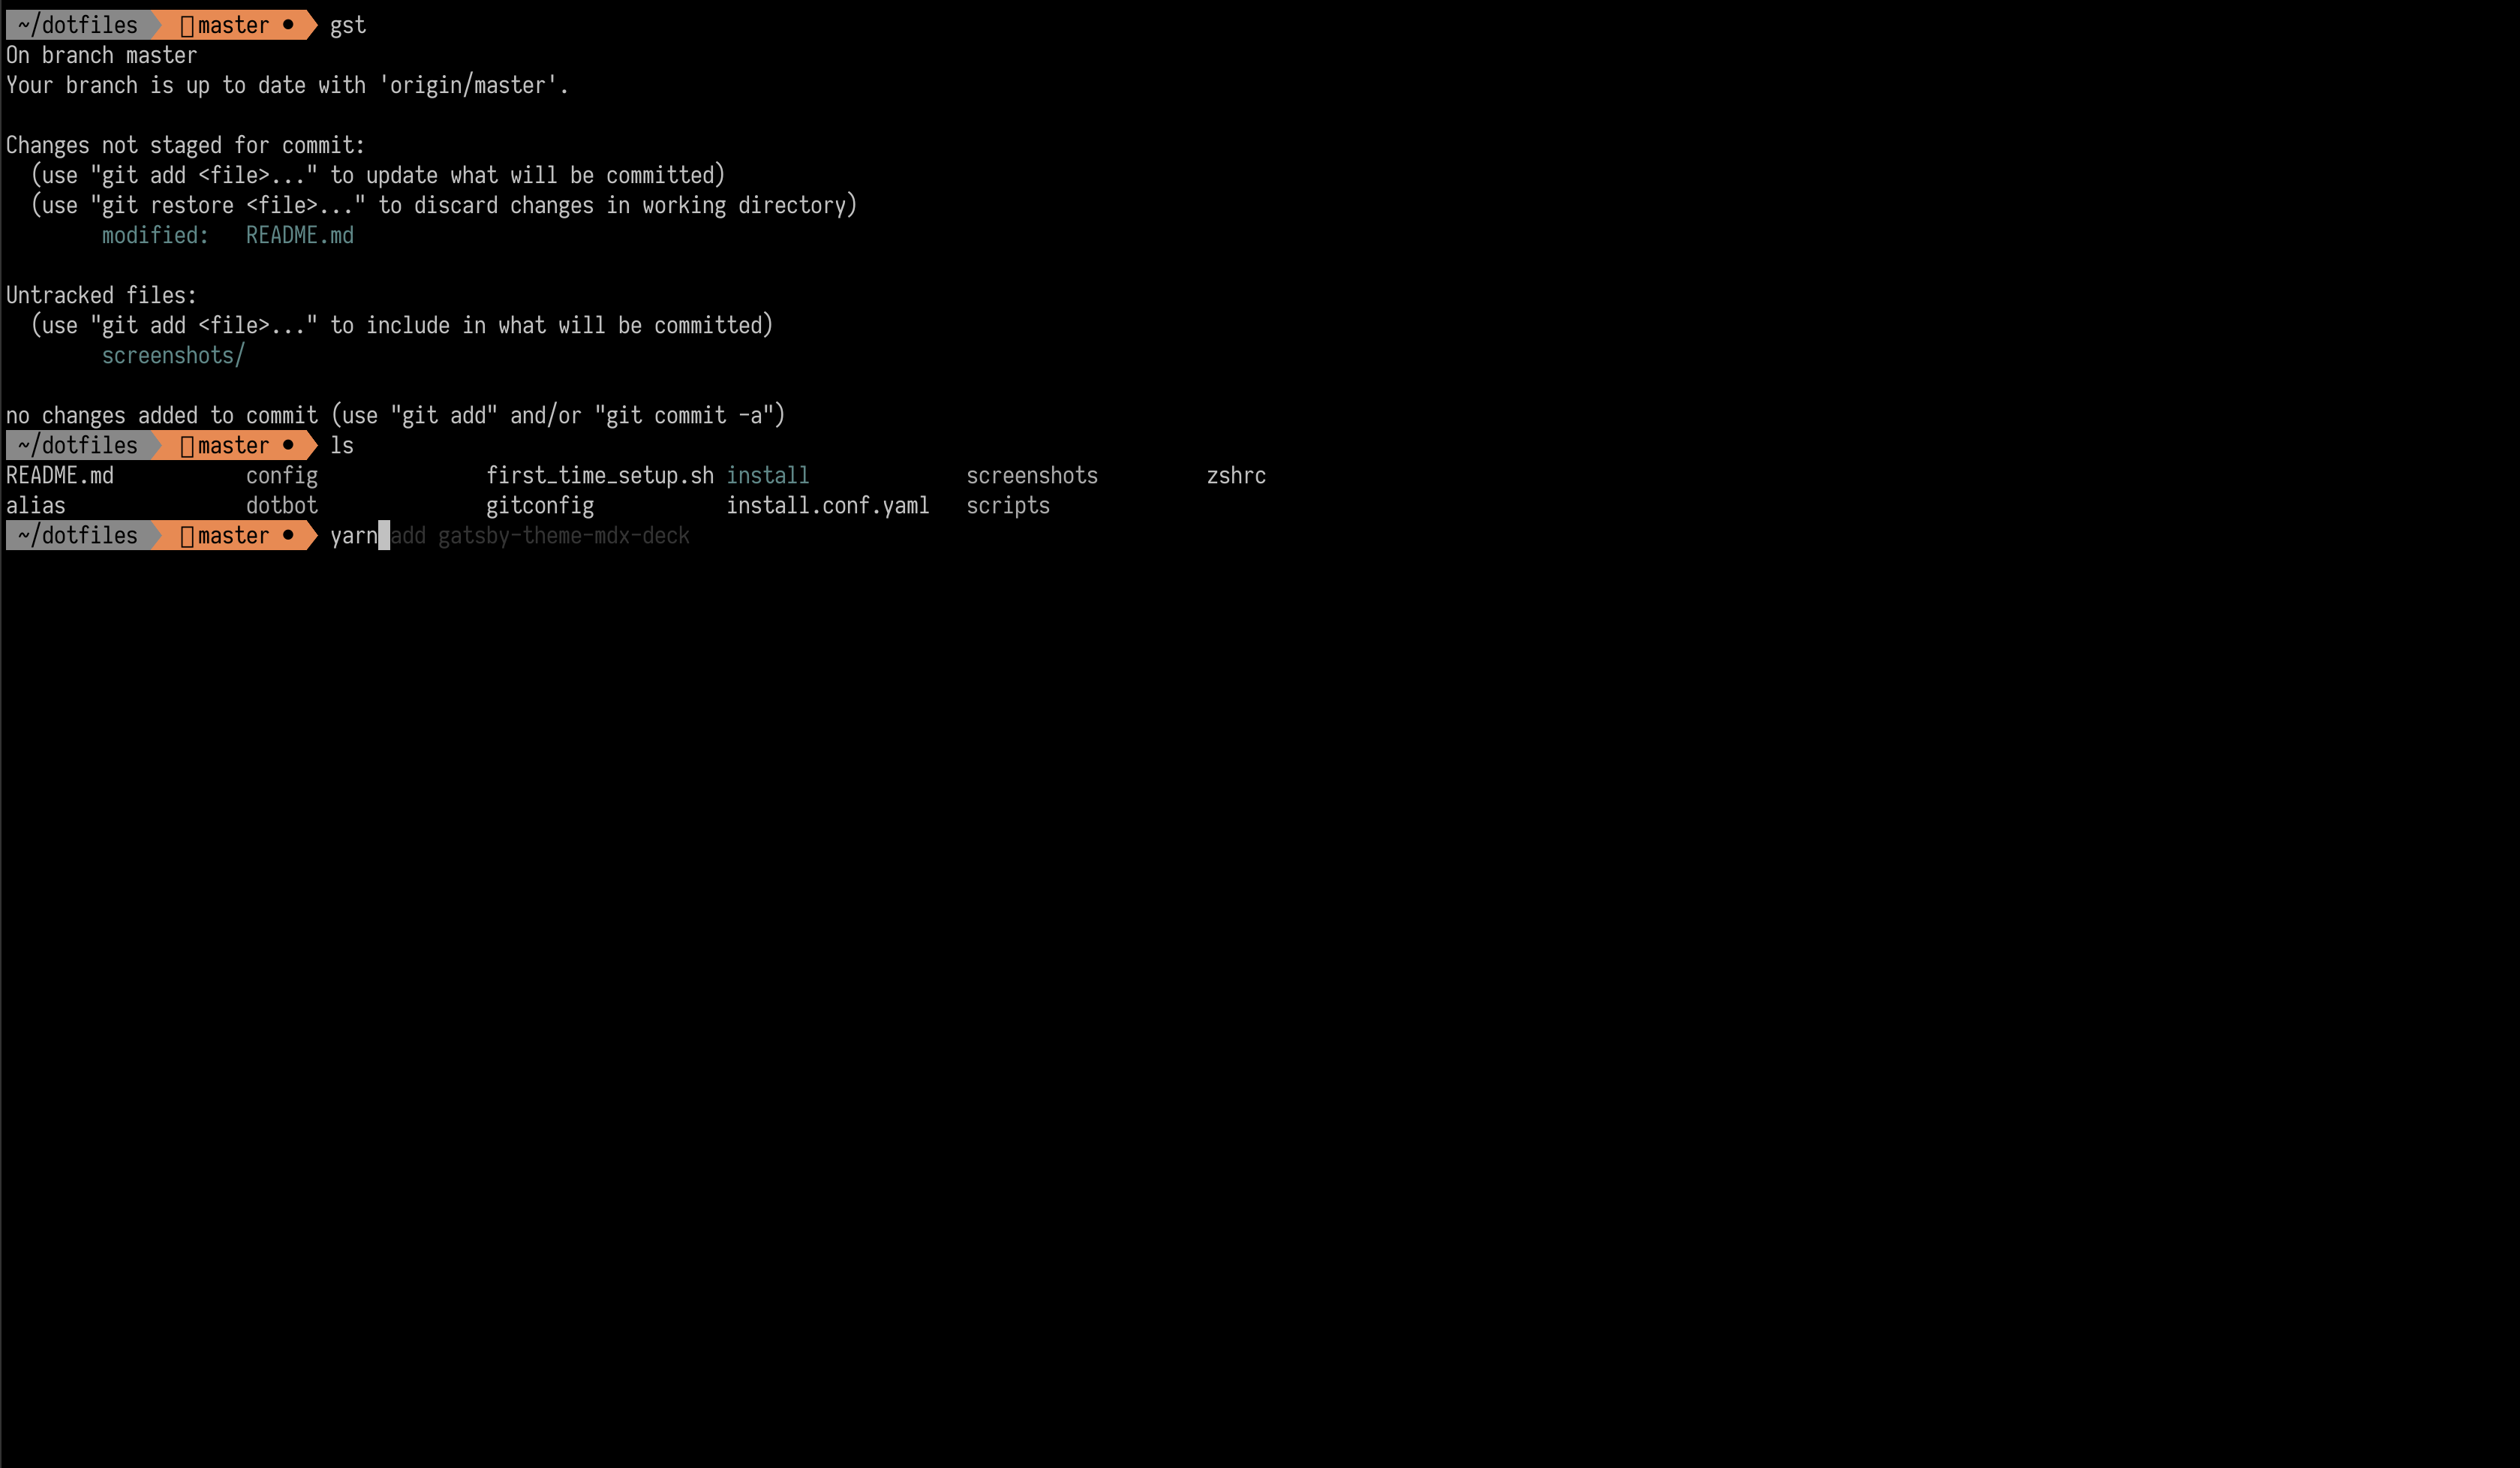 ~/dotfiles master ● gst
On branch master
Your branch is up to date with 'origin/master'.
Changes not staged for commit:
  (use "git add <file>..." to update what will be committed)
  (use "git restore <file>..." to discard changes in working directory)
        modified:   README.md
Untracked files:
  (use "git add <file>..." to include in what will be committed)
        screenshots/
no changes added to commit (use "git add" and/or "git commit -a")
~/dotfiles master ● ls
README.md           config              first_time_setup.sh install             screenshots         zshrc
alias               dotbot              gitconfig           install.conf.yaml   scripts
~/dotfiles master ● yarn add gatsby-theme-mdx-deck